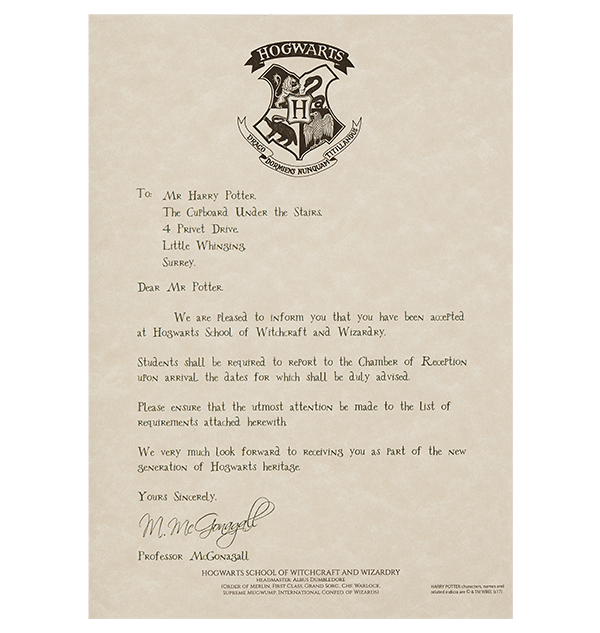 HOGWARTS
DRACO DORMIENS NUNQUAM TITILLANDUS
To: Mr Harry Potter,
The Cupboard Under the Stairs,
4 Privet Drive,
Little Whinging,
Surrey.
Dear Mr Potter,
We are pleased to inform you that you have been accepted
at Hogwarts School of Witchcraft and Wizardry.
Students shall be required to report to the Chamber of Reception
upon arrival, the dates for which shall be duly advised.
Please ensure that the utmost attention be made to the list of
requirements attached herewith.
We very much look forward to receiving you as part of the new
generation of Hogwarts heritage.
Yours Sincerely,
M. McGonagall
Professor McGonagall
HOGWARTS SCHOOL OF WITCHCRAFT AND WIZARDRY
HEADMASTER: ALBUS DUMBLEDORE
(ORDER OF MERLIN, FIRST CLASS, GRAND SORC., CHF. WARLOCK,
SUPREME MUGWUMP, INTERNATIONAL CONFED. OF WIZARDS)
HARRY POTTER characters, names and
related indicia are © & ™ WBEI. (s17)